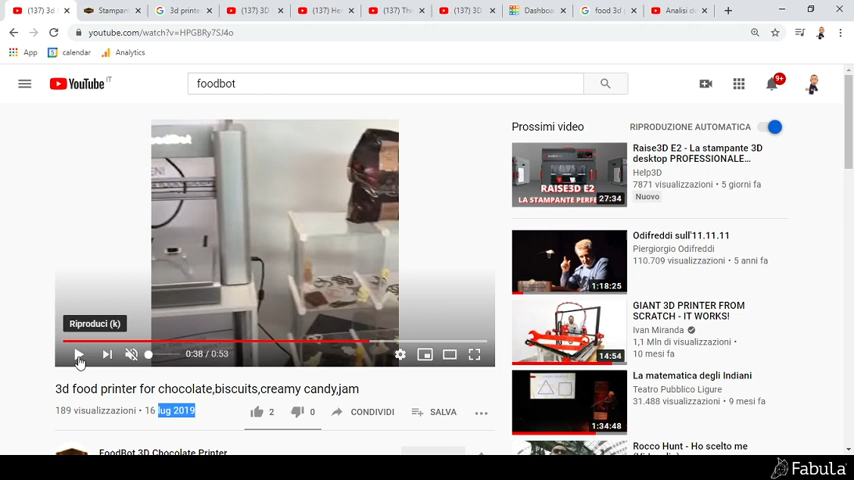 (137) 3d
Stampan
3d printe
(137) 3D
(137) He
(137) The
(137) 3D
Dashboa
food 3d p
Analisi d
youtube.com/watch?v=HPGBRy7SJ4o
App
calendar
Analytics
YouTube IT
foodbot
9+
FoodBot
Riproduci (k)
0:38 / 0:53
3d food printer for chocolate,biscuits,creamy candy,jam
189 visualizzazioni • 16 lug 2019
2
0
CONDIVIDI
SALVA
FoodBot 3D Chocolate Printer
Prossimi video
RIPRODUZIONE AUTOMATICA
RAISE3D E2
LA STAMPANTE PERFE
27:34
Raise3D E2 - La stampante 3D
desktop PROFESSIONALE...
Help3D
7871 visualizzazioni • 5 giorni fa
Nuovo
1:18:25
Odifreddi sull'11.11.11
Piergiorgio Odifreddi
110.709 visualizzazioni • 5 anni fa
14:54
GIANT 3D PRINTER FROM
SCRATCH - IT WORKS!
Ivan Miranda
1,1 Mln di visualizzazioni •
10 mesi fa
1:34:48
La matematica degli Indiani
Teatro Pubblico Ligure
31.488 visualizzazioni • 9 mesi fa
Rocco Hunt - Ho scelto me
Fabula